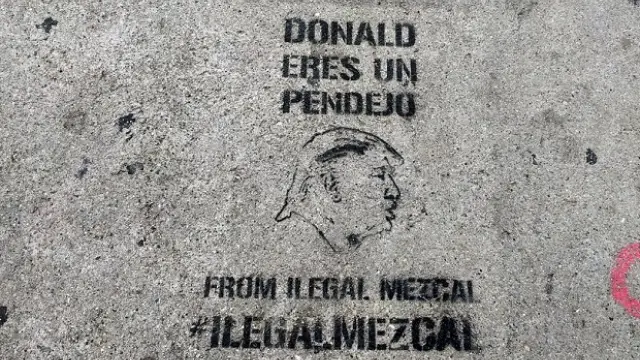 DONALD
ERES UN
PENDEJO
FROM ILEGAL MEZCAL
#ILEGALMEZCAL